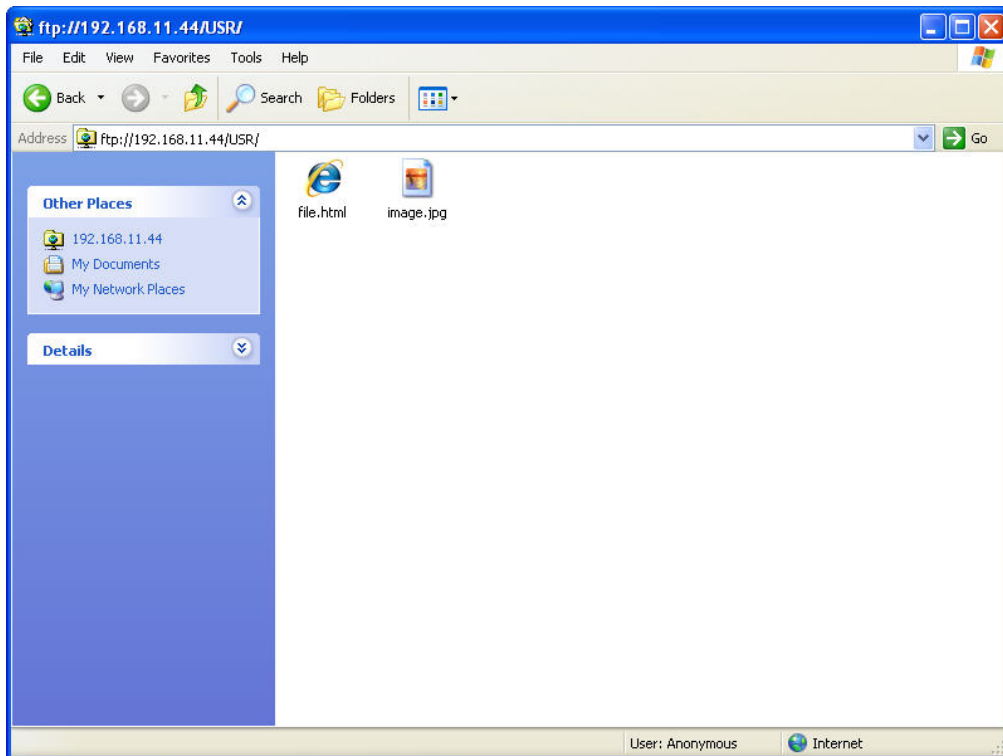 ftp://192.168.11.44/USR/
File Edit View Favorites Tools Help
Back Search Folders
Address ftp://192.168.11.44/USR/ Go
Other Places
192.168.11.44
My Documents
My Network Places
Details
file.html image.jpg
User: Anonymous Internet